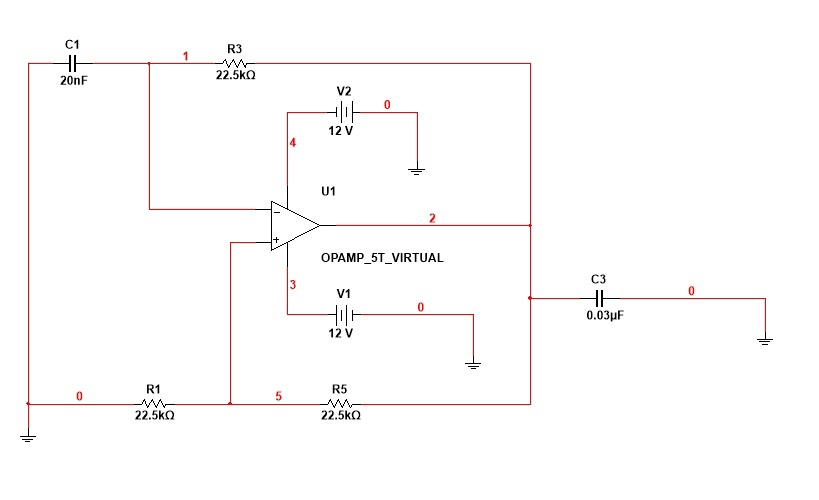 C1
20nF
1
R3
22.5kΩ
V2
12 V
0
4
U1
−
+
2
OPAMP_5T_VIRTUAL
3
V1
12 V
0
C3
0.03µF
0
0
R1
22.5kΩ
5
R5
22.5kΩ